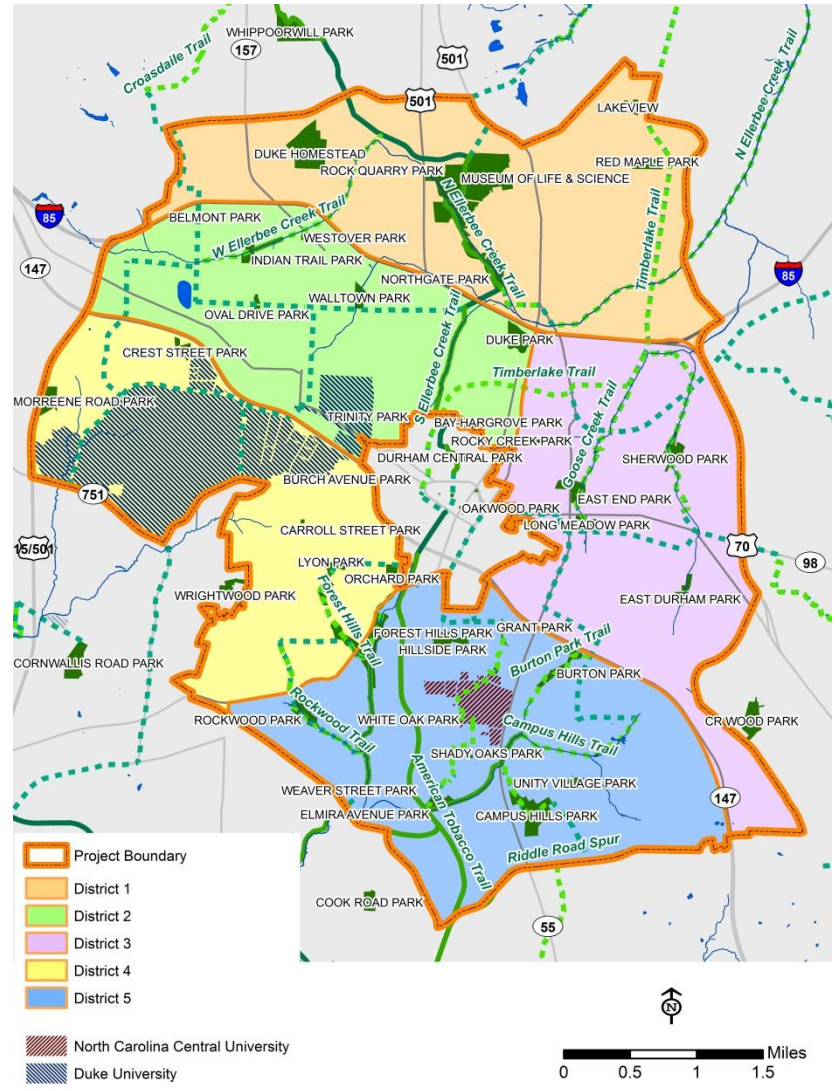 WHIPPOORWILL PARK
157
501
Croasdaile Trail
501
LAKEVIEW
N Ellerbee Creek Trail
DUKE HOMESTEAD
ROCK QUARRY PARK
RED MAPLE PARK
MUSEUM OF LIFE & SCIENCE
85
BELMONT PARK
W Ellerbee Creek Trail
N Ellerbee Creek Trail
Timberlake Trail
WESTOVER PARK
147
INDIAN TRAIL PARK
85
NORTHGATE PARK
WALLTOWN PARK
OVAL DRIVE PARK
S Ellerbee Creek Trail
DUKE PARK
CREST STREET PARK
Timberlake Trail
MORREENE ROAD PARK
TRINITY PARK
BAY-HARGROVE PARK
ROCKY CREEK PARK
Goose Creek Trail
DURHAM CENTRAL PARK
SHERWOOD PARK
BURCH AVENUE PARK
751
EAST END PARK
OAKWOOD PARK
CARROLL STREET PARK
LONG MEADOW PARK
15/501
70
98
LYON PARK
ORCHARD PARK
WRIGHTWOOD PARK
EAST DURHAM PARK
Forest Hills Trail
GRANT PARK
FOREST HILLS PARK
HILLSIDE PARK
Burton Park Trail
CORNWALLIS ROAD PARK
BURTON PARK
Rockwood Trail
ROCKWOOD PARK
WHITE OAK PARK
Campus Hills Trail
CR WOOD PARK
SHADY OAKS PARK
American Tobacco Trail
WEAVER STREET PARK
UNITY VILLAGE PARK
147
ELMIRA AVENUE PARK
CAMPUS HILLS PARK
Riddle Road Spur
COOK ROAD PARK
55
Project Boundary
District 1
District 2
District 3
District 4
District 5
North Carolina Central University
Duke University
N
Miles
0 0.5 1 1.5